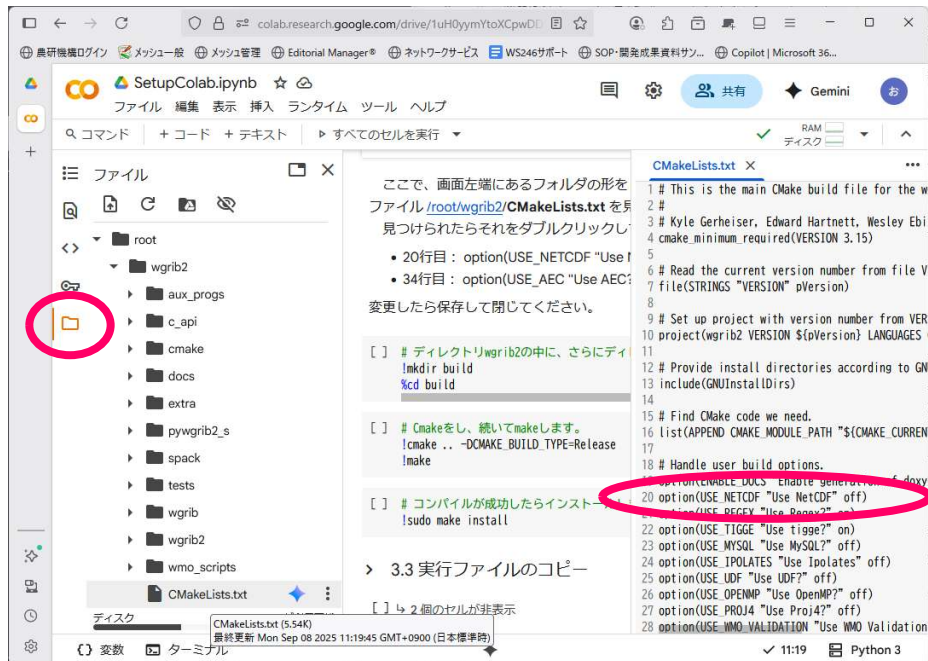 colab.research.google.com/drive/1uH0yymYtoXCpwDD
農研機構ログイン メッシュ一般 メッシュ管理 Editorial Manager® ネットワークサービス WS246サポート SOP・開発成果資料サン... Copilot | Microsoft 36...
SetupColab.ipynb
ファイル 編集 表示 挿入 ランタイム ツール ヘルプ
共有 Gemini お
コマンド + コード + テキスト すべてのセルを実行
RAM
ディスク
ファイル
root
wgrib2
aux_progs
c_api
cmake
docs
extra
pywgrib2_s
spack
tests
wgrib
wgrib2
wmo_scripts
CMakeLists.txt
ディスク
CMakeLists.txt (5.54K)
最終更新 Mon Sep 08 2025 11:19:45 GMT+0900 (日本標準時)
ここで、画面左端にあるフォルダの形を
ファイル /root/wgrib2/CMakeLists.txt を見
見つけられたらそれをダブルクリックし
• 20行目： option(USE_NETCDF "Use
• 34行目： option(USE_AEC "Use AEC?
変更したら保存して閉じてください。
[ ] # ディレクトリwgrib2の中に、さらにディ
!mkdir build
%cd build
[ ] # Cmakeをし、続いてmakeします。
!cmake .. -DCMAKE_BUILD_TYPE=Release
!make
[ ] # コンパイルが成功したらインストー
!sudo make install
3.3 実行ファイルのコピー
[ ] ↳ 2 個のセルが非表示
CMakeLists.txt
1 # This is the main CMake build file for the w
2 #
3 # Kyle Gerheiser, Edward Hartnett, Wesley Ebi
4 cmake_minimum_required(VERSION 3.15)
5
6 # Read the current version number from file V
7 file(STRINGS "VERSION" pVersion)
8
9 # Set up project with version number from VER
10 project(wgrib2 VERSION ${pVersion} LANGUAGES
11
12 # Provide install directories according to GN
13 include(GNUInstallDirs)
14
15 # Find CMake code we need.
16 list(APPEND CMAKE_MODULE_PATH "${CMAKE_CURREN
17
18 # Handle user build options.
option(ENABLE_DOCS "Enable generation of doxy
20 option(USE_NETCDF "Use NetCDF" off)
option(USE_REGEX "Use Regex?" on)
22 option(USE_TIGGE "Use tigge?" on)
23 option(USE_MYSQL "Use MySQL?" off)
24 option(USE_IPOLATES "Use Ipolates" off)
25 option(USE_UDF "Use UDF?" off)
26 option(USE_OPENMP "Use OpenMP?" off)
27 option(USE_PROJ4 "Use Proj4?" off)
28 option(USE_WMO_VALIDATION "Use WMO Validation
{} 変数 ターミナル 11:19 Python 3